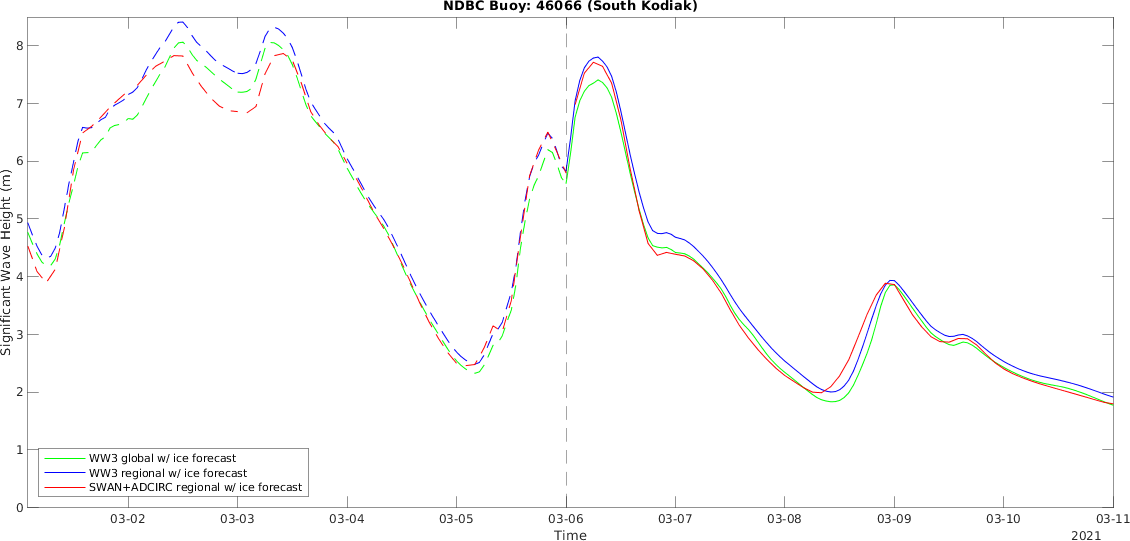 NDBC Buoy: 46066 (South Kodiak)
Significant Wave Height (m)
8
7
6
5
4
3
2
1
0
WW3 global w/ ice forecast
WW3 regional w/ ice forecast
SWAN+ADCIRC regional w/ ice forecast
03-02 03-03 03-04 03-05 03-06 03-07 03-08 03-09 03-10 03-11
Time
2021